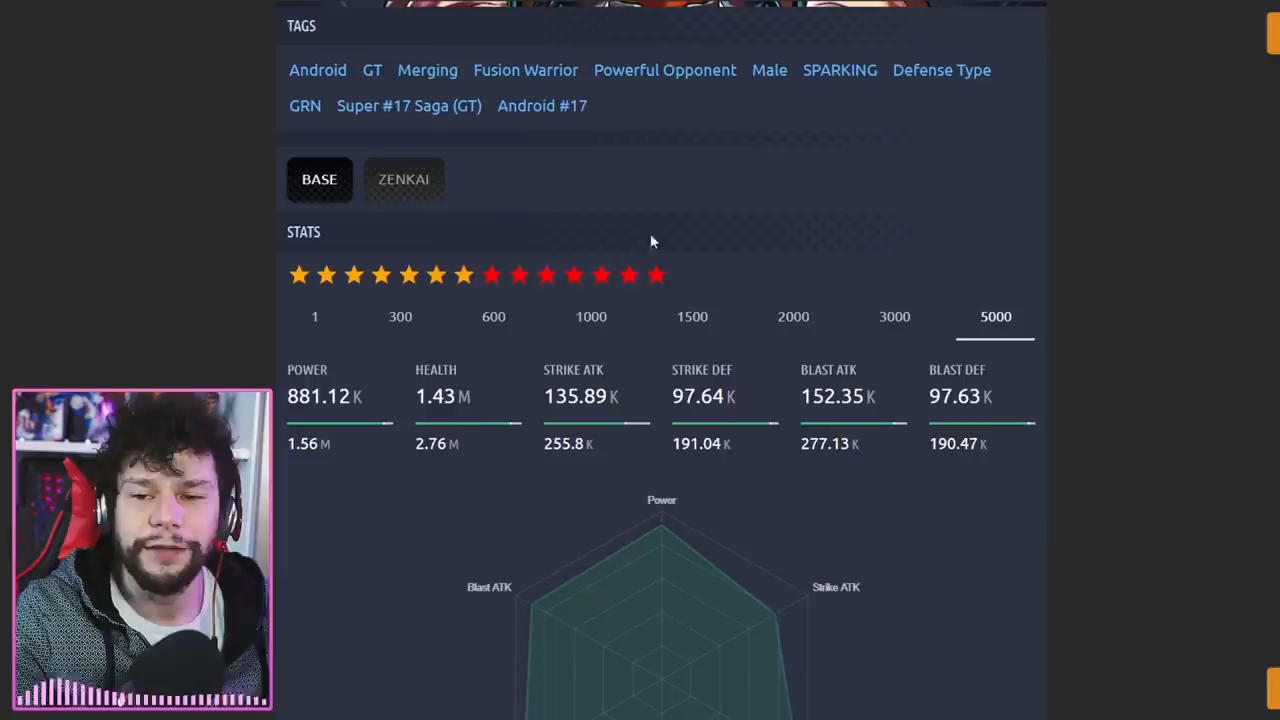 TAGS
Android GT Merging Fusion Warrior Powerful Opponent Male SPARKING Defense Type
GRN Super #17 Saga (GT) Android #17
BASE ZENKAI
STATS
1 300 600 1000 1500 2000 3000 5000
POWER HEALTH STRIKE ATK STRIKE DEF BLAST ATK BLAST DEF
881.12 K 1.43 M 135.89 K 97.64 K 152.35 K 97.63 K
1.56 M 2.76 M 255.8 K 191.04 K 277.13 K 190.47 K
Power
Blast ATK Strike ATK